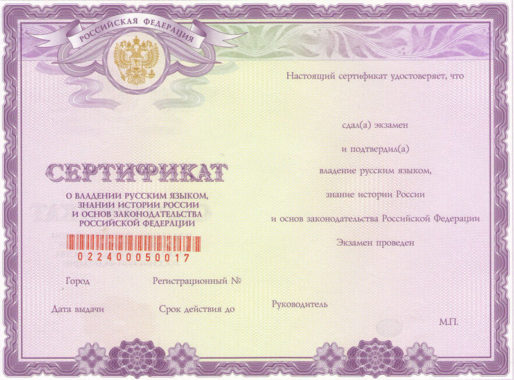 РОССИЙСКАЯ ФЕДЕРАЦИЯ
СЕРТИФИКАТ
О ВЛАДЕНИИ РУССКИМ ЯЗЫКОМ,
ЗНАНИИ ИСТОРИИ РОССИИ
И ОСНОВ ЗАКОНОДАТЕЛЬСТВА
РОССИЙСКОЙ ФЕДЕРАЦИИ
022400050017
Город Регистрационный №
Дата выдачи Срок действия до
Настоящий сертификат удостоверяет, что
сдал(а) экзамен
и подтвердил(а)
владение русским языком,
знание истории России
и основ законодательства Российской Федерации
Экзамен проведен
Руководитель
М.П.